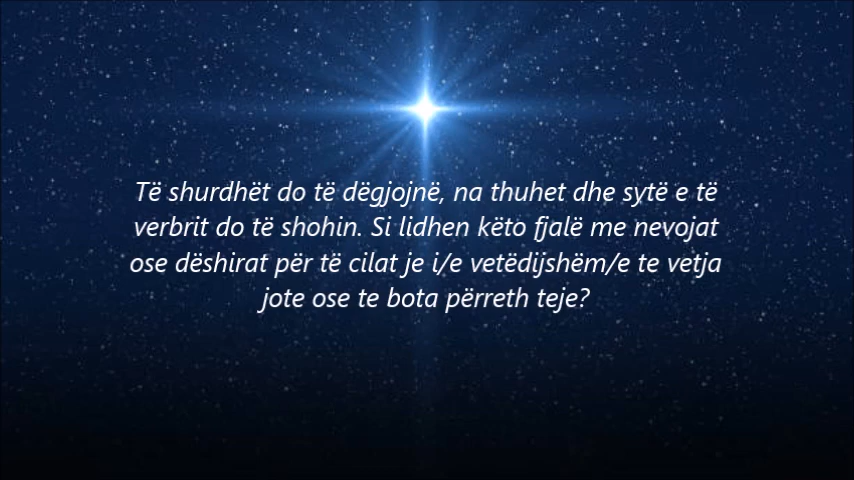 Të shurdhët do të dëgjojnë, na thuhet dhe sytë e të
verbrit do të shohin. Si lidhen këto fjalë me nevojat
ose dëshirat për të cilat je i/e vetëdijshëm/e te vetja
jote ose te bota përreth teje?